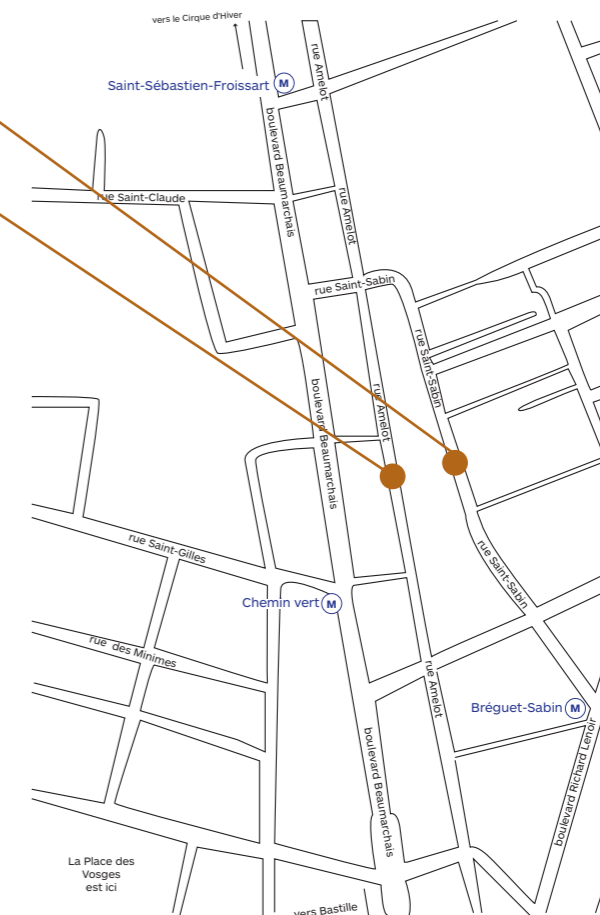 vers le Cirque d'Hiver
rue Amelot
Saint-Sébastien-Froissart M
boulevard Beaumarchais
rue Saint-Claude
rue Amelot
rue Saint-Sabin
rue Saint-Sabin
boulevard Beaumarchais
rue Amelot
rue Saint-Gilles
rue Saint-Sabin
Chemin vert M
rue des Minimes
rue Amelot
Bréguet-Sabin M
boulevard Beaumarchais
boulevard Richard Lenoir
La Place des
Vosges
est ici
vers Bastille